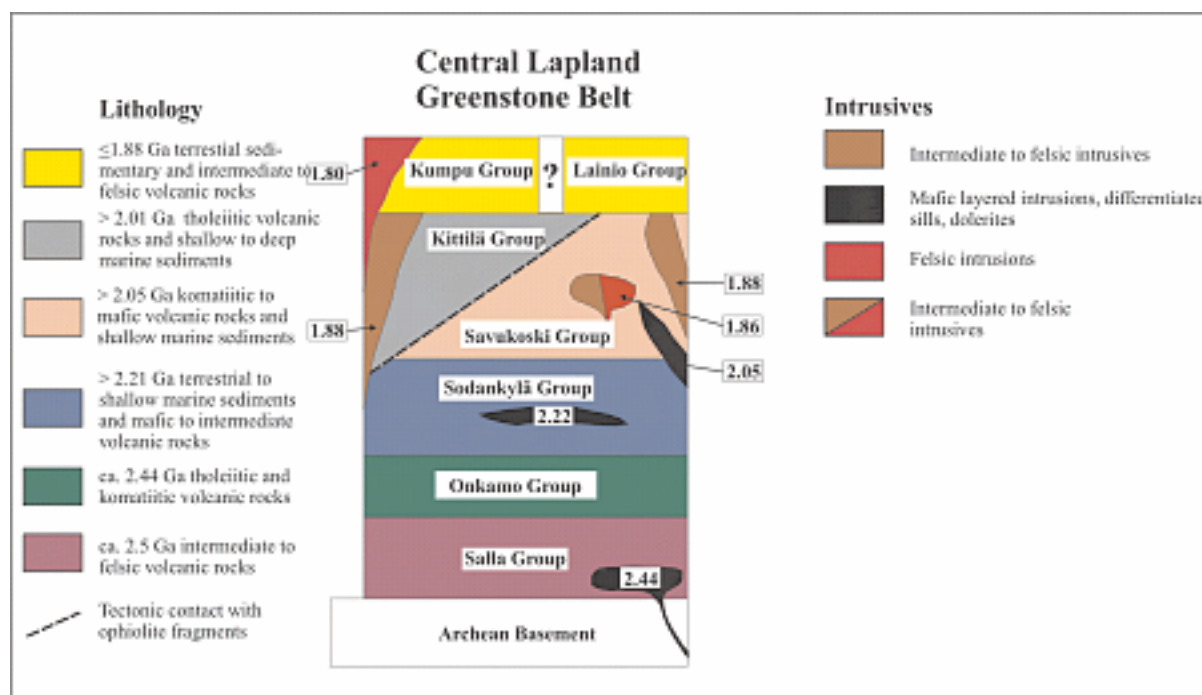 Central Lapland
Greenstone Belt
Lithology
≤1.88 Ga terrestial sedi-
mentary and intermediate to
felsic volcanic rocks
> 2.01 Ga tholeiitic volcanic
rocks and shallow to deep
marine sediments
> 2.05 Ga komatiitic to
mafic volcanic rocks and
shallow marine sediments
> 2.21 Ga terrestrial to
shallow marine sediments
and mafic to intermediate
volcanic rocks
ca. 2.44 Ga tholeiitic and
komatiitic volcanic rocks
ca. 2.5 Ga intermediate to
felsic volcanic rocks
Tectonic contact with
ophiolite fragments
1.80
Kumpu Group
?
Lainio Group
Kittilä Group
1.88
1.88
1.86
Savukoski Group
2.05
Sodankylä Group
2.22
Onkamo Group
Salla Group
2.44
Archean Basement
Intrusives
Intermediate to felsic intrusives
Mafic layered intrusions, differentiated
sills, dolerites
Felsic intrusions
Intermediate to felsic
intrusives